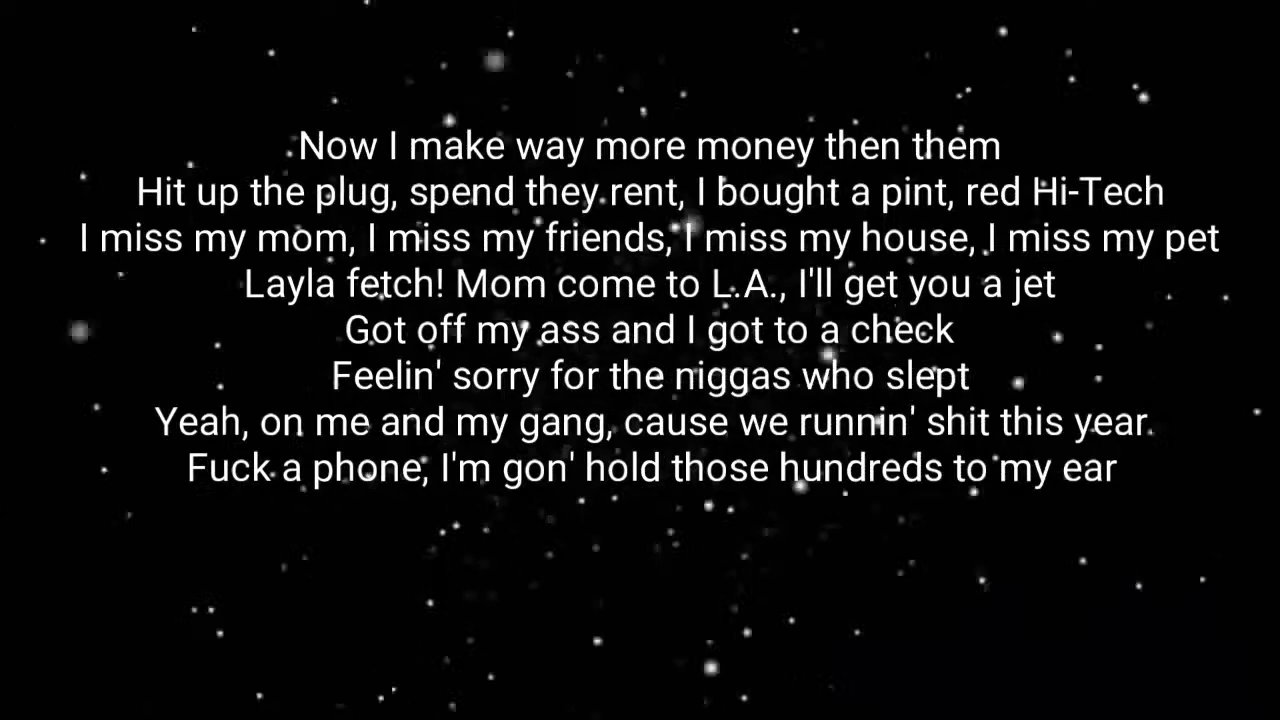 Now I make way more money then them
Hit up the plug, spend they rent, I bought a pint, red Hi-Tech
I miss my mom, I miss my friends, I miss my house, I miss my pet
Layla fetch! Mom come to L.A., I'll get you a jet
Got off my ass and I got to a check
Feelin' sorry for the niggas who slept
Yeah, on me and my gang, cause we runnin' shit this year
Fuck a phone, I'm gon' hold those hundreds to my ear